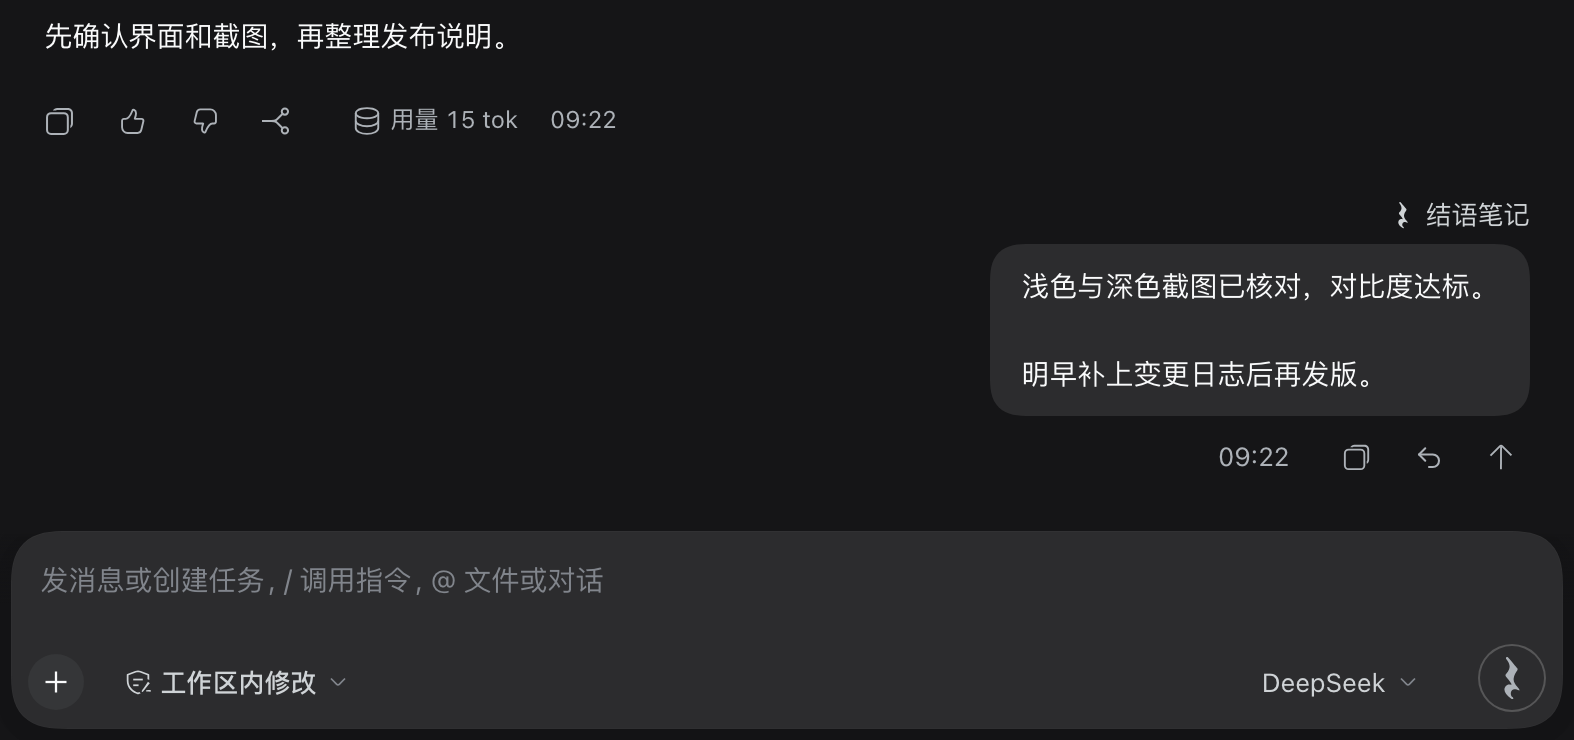 先确认界面和截图，再整理发布说明。
用量 15 tok 09:22
结语笔记
浅色与深色截图已核对，对比度达标。
明早补上变更日志后再发版。
09:22
发消息或创建任务, / 调用指令, @ 文件或对话
工作区内修改
DeepSeek